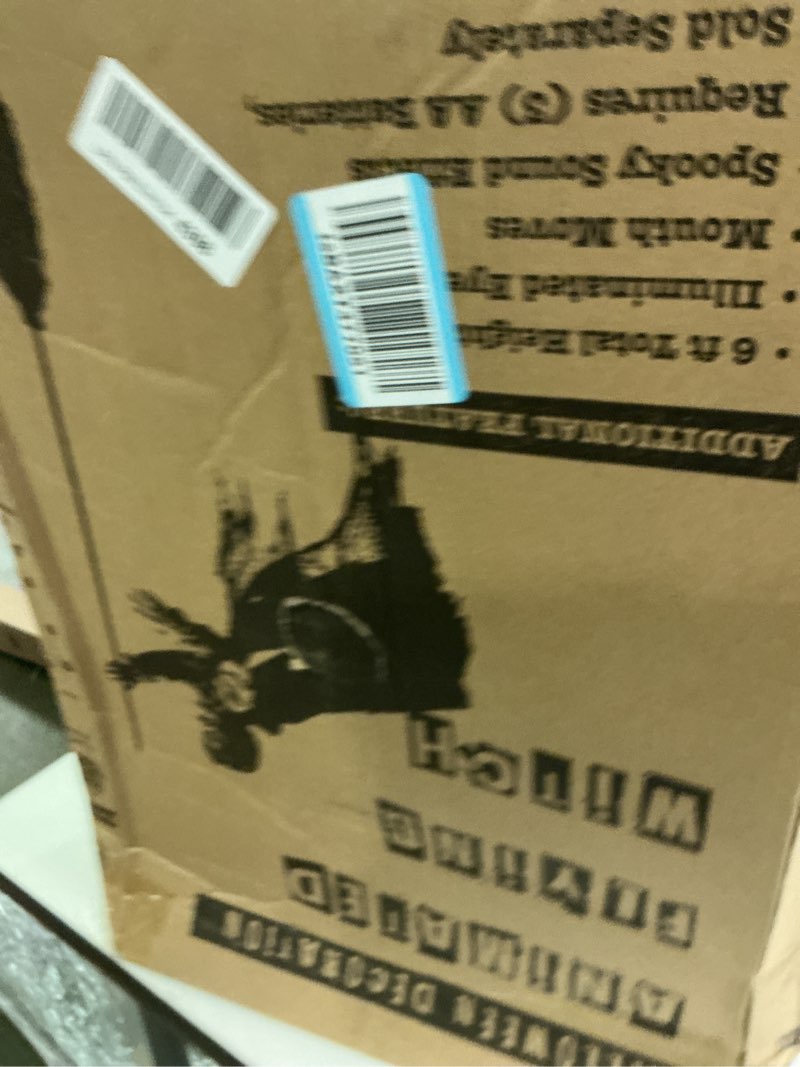 HALLOWEEN DECORATION
ANIMATED
FLYING
WITCH
ADDITIONAL FEATURES
• 6 ft Total Height
• Illuminated Eyes
• Mouth Moves
• Spooky Sound Effects
Requires (3) AA Batteries,
Sold Separately